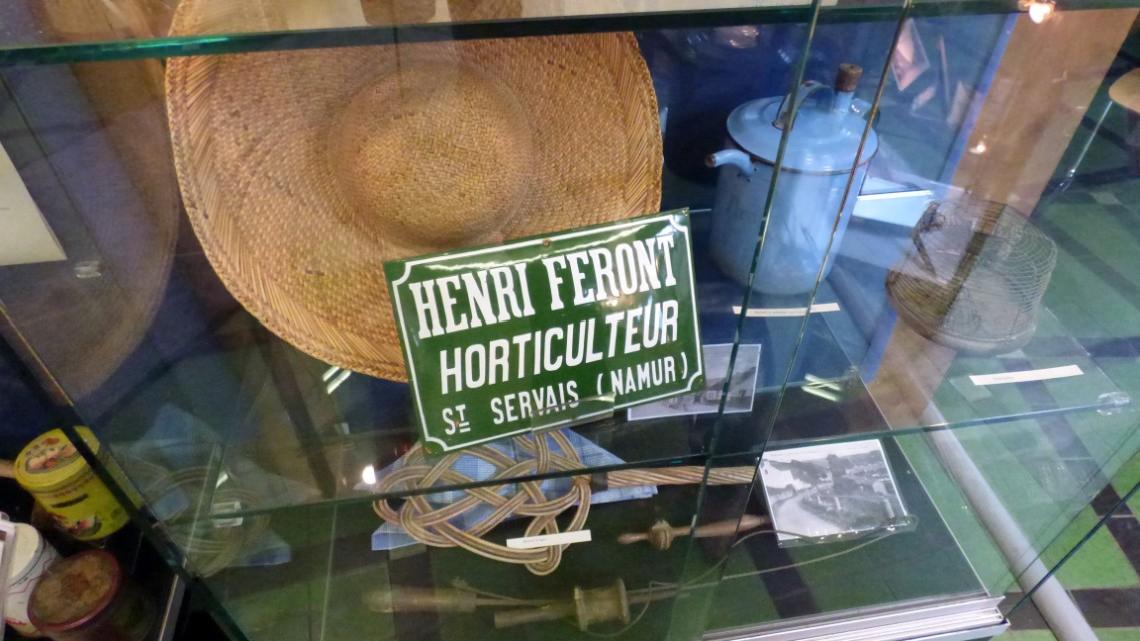 HENRI FERONT
HORTICULTEUR
ST SERVAIS (NAMUR)